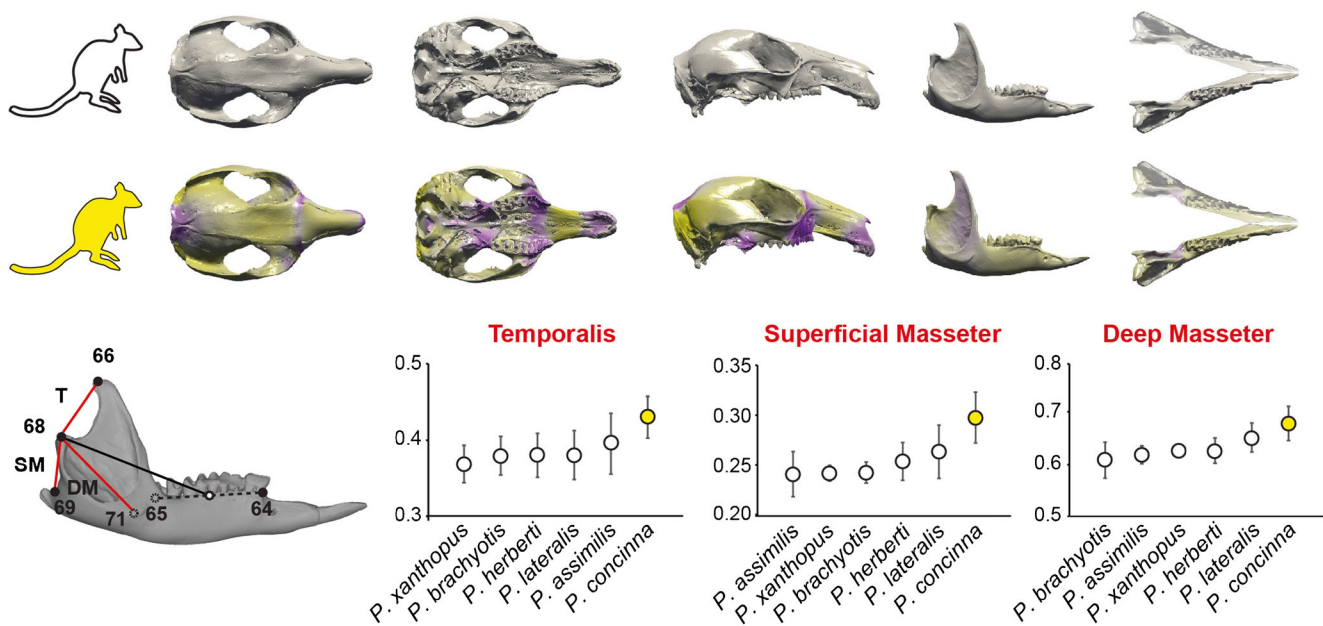 Temporalis
Superficial Masseter
Deep Masseter
66
T
68
SM
DM
69
71
65
64
0.5
0.4
0.3
P. xanthopus
P. brachyotis
P. herberti
P. lateralis
P. assimilis
P. concinna
0.35
0.30
0.25
0.20
P. assimilis
P. xanthopus
P. brachyotis
P. herberti
P. lateralis
P. concinna
0.8
0.7
0.6
0.5
P. brachyotis
P. assimilis
P. xanthopus
P. herberti
P. lateralis
P. concinna